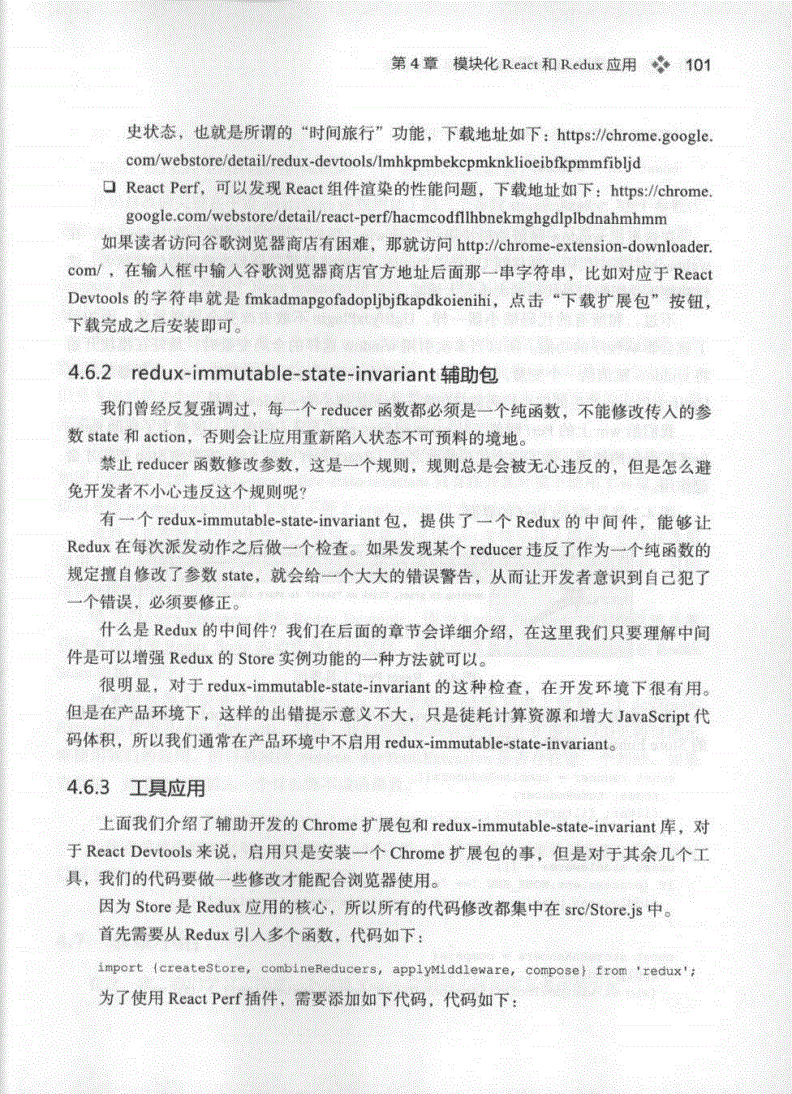 第4章 模块化React和Redux应用 101
史状态，也就是所谓的“时间旅行”功能，下载地址如下：https://chrome.google.
com/webstore/detail/redux-devtools/lmhkpmbekcpmknklioeibfkpmmfibljd
❑ React Perf，可以发现React组件渲染的性能问题，下载地址如下：https://chrome.
google.com/webstore/detail/react-perf/hacmcodfllhbnekmghgdlplbdnahmhmm
如果读者访问谷歌浏览器商店有困难，那就访问 http://chrome-extension-downloader.
com/ ，在输入框中输入谷歌浏览器商店官方地址后面那一串字符串，比如对应于 React
Devtools 的字符串就是 fmkadmapgofadopljbjfkapdkoienihi，点击“下载扩展包”按钮，
下载完成之后安装即可。
4.6.2 redux-immutable-state-invariant 辅助包
我们曾经反复强调过，每一个 reducer 函数都必须是一个纯函数，不能修改传入的参
数 state 和 action，否则会让应用重新陷入状态不可预料的境地。
禁止 reducer 函数修改参数，这是一个规则，规则总是会被无心违反的，但是怎么避
免开发者不小心违反这个规则呢？
有一个 redux-immutable-state-invariant 包，提供了一个 Redux 的中间件，能够让
Redux 在每次派发动作之后做一个检查。如果发现某个 reducer 违反了作为一个纯函数的
规定擅自修改了参数 state，就会给一个大大的错误警告，从而让开发者意识到自己犯了
一个错误，必须要修正。
什么是 Redux 的中间件？我们在后面的章节会详细介绍，在这里我们只要理解中间
件是可以增强 Redux 的 Store 实例功能的一种方法就可以。
很明显，对于 redux-immutable-state-invariant 的这种检查，在开发环境下很有用。
但是在产品环境下，这样的出错提示意义不大，只是徒耗计算资源和增大 JavaScript 代
码体积，所以我们通常在产品环境中不启用 redux-immutable-state-invariant。
4.6.3 工具应用
上面我们介绍了辅助开发的 Chrome 扩展包和 redux-immutable-state-invariant 库，对
于 React Devtools 来说，启用只是安装一个 Chrome 扩展包的事，但是对于其余几个工
具，我们的代码要做一些修改才能配合浏览器使用。
因为 Store 是 Redux 应用的核心，所以所有的代码修改都集中在 src/Store.js 中。
首先需要从 Redux 引入多个函数，代码如下：
import {createStore, combineReducers, applyMiddleware, compose} from 'redux';
为了使用 React Perf 插件，需要添加如下代码，代码如下：